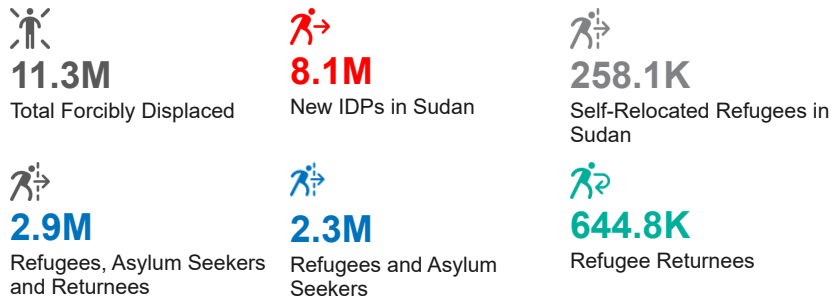 11.3M
Total Forcibly Displaced
8.1M
New IDPs in Sudan
258.1K
Self-Relocated Refugees in
Sudan
2.9M
Refugees, Asylum Seekers
and Returnees
2.3M
Refugees and Asylum
Seekers
644.8K
Refugee Returnees